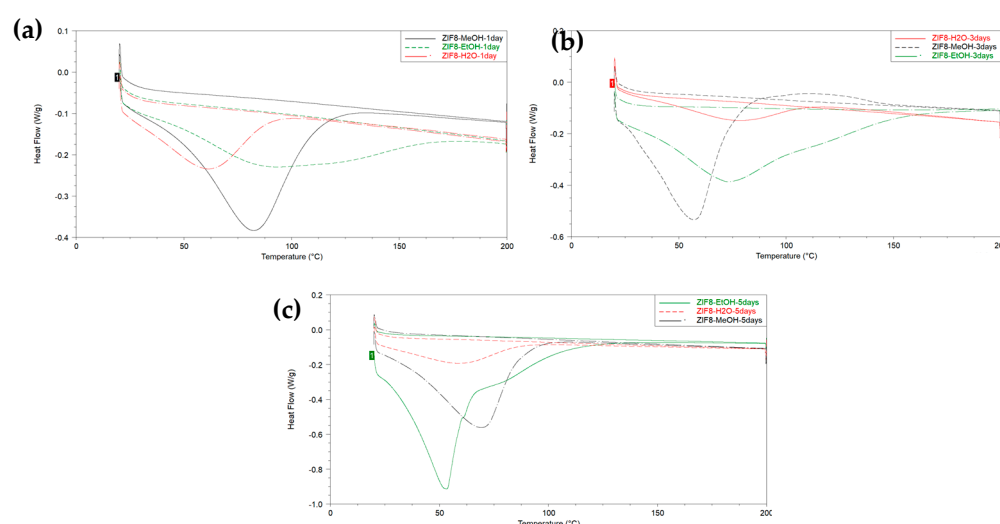 (a)
0.1
0.0
-0.1
-0.2
-0.3
-0.4
Heat Flow (W/g)
1
ZIF8-MeOH-1day
ZIF8-EtOH-1day
ZIF8-H2O-1day
0 50 100 150 200
Temperature (°C)
(b)
0.2
0.0
-0.2
-0.4
-0.6
Heat Flow (W/g)
1
ZIF8-H2O-3days
ZIF8-MeOH-3days
ZIF8-EtOH-3days
0 50 100 150 200
Temperature (°C)
(c)
0.2
0.0
-0.2
-0.4
-0.6
-0.8
-1.0
Heat Flow (W/g)
1
ZIF8-EtOH-5days
ZIF8-H2O-5days
ZIF8-MeOH-5days
0 50 100 150 200
Temperature (°C)